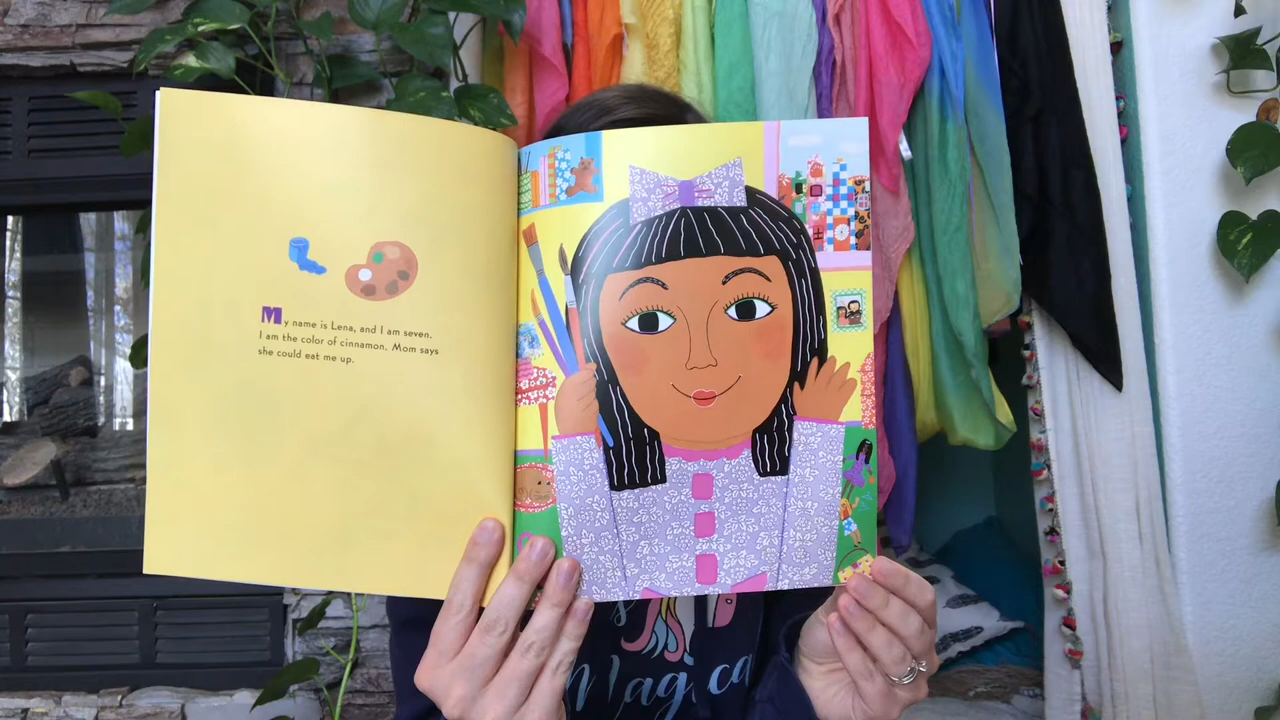 My name is Lena, and I am seven.
I am the color of cinnamon. Mom says
she could eat me up.